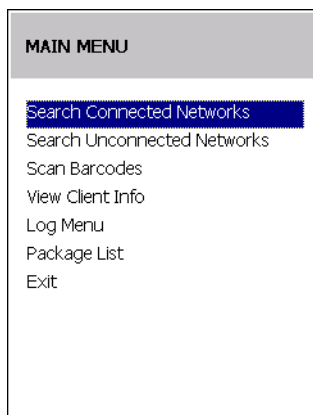 MAIN MENU
Search Connected Networks
Search Unconnected Networks
Scan Barcodes
View Client Info
Log Menu
Package List
Exit